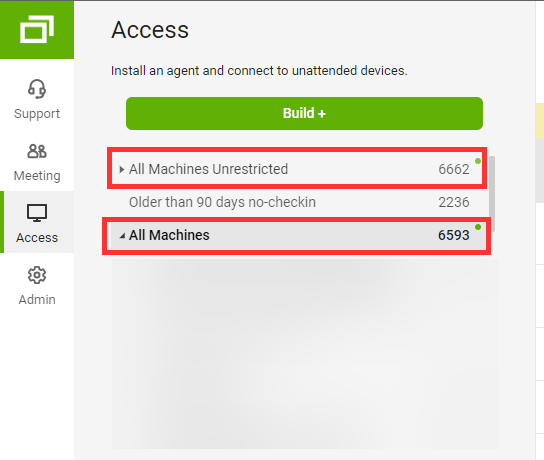 Access
Install an agent and connect to unattended devices.
Build +
Support
Meeting
Access
Admin
All Machines Unrestricted 6662
Older than 90 days no-checkin 2236
All Machines 6593